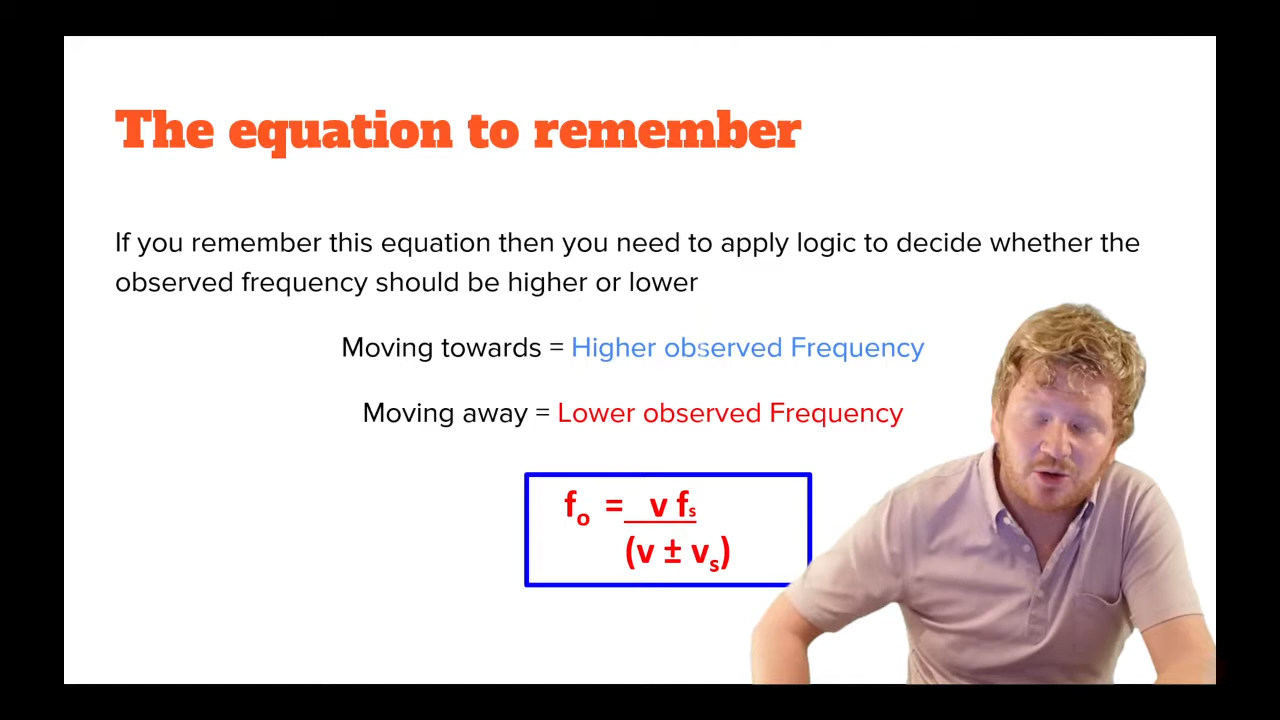 The equation to remember
If you remember this equation then you need to apply logic to decide whether the
observed frequency should be higher or lower
Moving towards = Higher observed Frequency
Moving away = Lower observed Frequency
fₒ = v fₛ
(v ± vₛ)